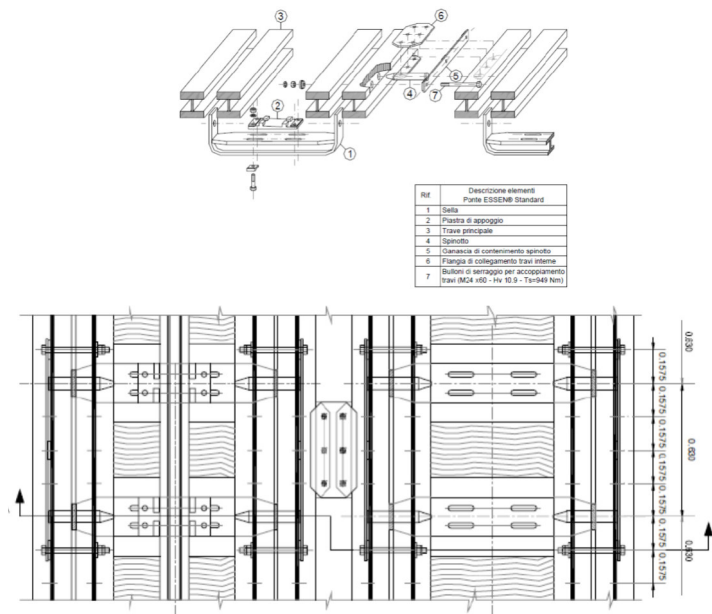 3
6
2
4
5
7
1
Rif.
Descrizione elementi
Ponte ESSEN® Standard
1 Sella
2 Piastra di appoggio
3 Trave principale
4 Spinotto
5 Ganascia di contenimento spinotto
6 Flangia di collegamento travi interne
7 Bulloni di serraggio per accoppiamento
travi (M24 x60 - Hv 10.9 - Ts=949 Nm)
0.630
0.1575
0.1575
0.1575
0.1575
0.630
0.1575
0.1575
0.1575
0.630